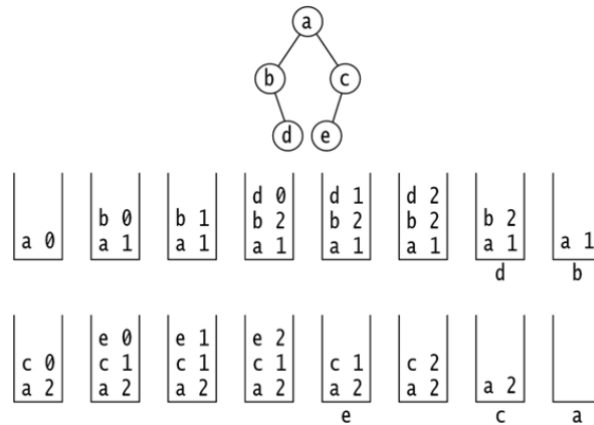 a
b c
d e
d 0 d 1 d 2
b 0 b 1 b 2 b 2 b 2 b 2
a 0 a 1 a 1 a 1 a 1 a 1 a 1 a 1
d b
e 0 e 1 e 2
c 0 c 1 c 1 c 1 c 1 c 2
a 2 a 2 a 2 a 2 a 2 a 2 a 2
e c a